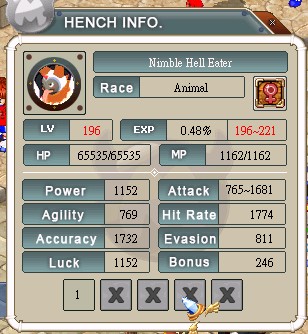 HENCH INFO.
Nimble Hell Eater
Race Animal
LV 196 EXP 0.48% 196~221
HP 65535/65535 MP 1162/1162
Power 1152 Attack 765~1681
Agility 769 Hit Rate 1774
Accuracy 1732 Evasion 811
Luck 1152 Bonus 246
1 X X X X